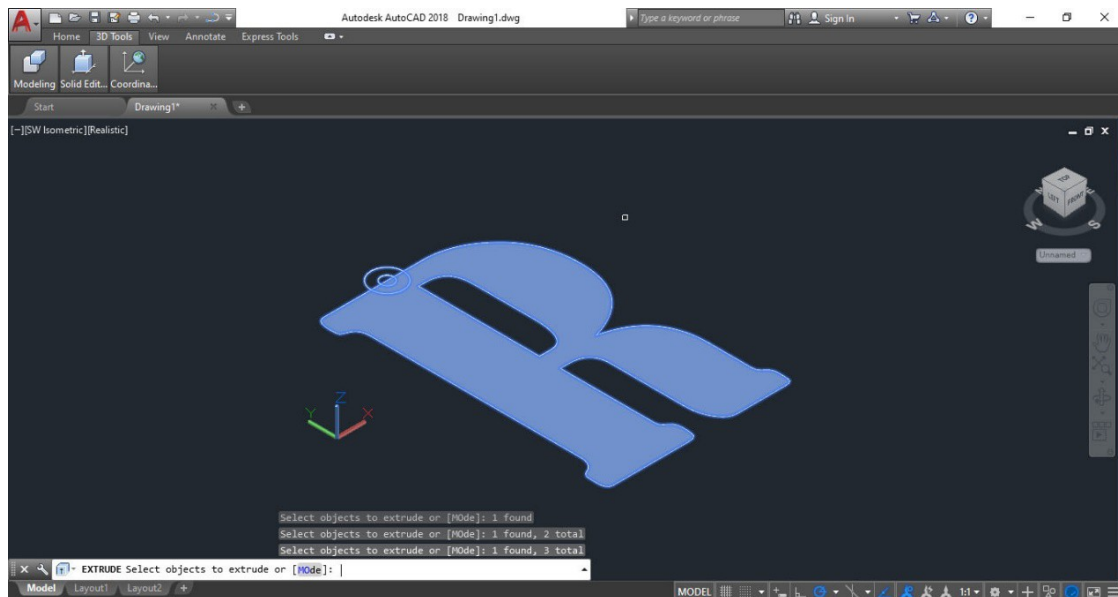 Autodesk AutoCAD 2018 Drawing1.dwg
Type a keyword or phrase
Sign In
Home 3D Tools View Annotate Express Tools
Modeling Solid Edit... Coordina...
Start Drawing1*
[−][SW Isometric][Realistic]
TOP
LEFT FRONT
W S
Unnamed
Z
Y X
Select objects to extrude or [MOde]: 1 found
Select objects to extrude or [MOde]: 1 found, 2 total
Select objects to extrude or [MOde]: 1 found, 3 total
EXTRUDE Select objects to extrude or [MOde]:
Model Layout1 Layout2 +
MODEL 1:1